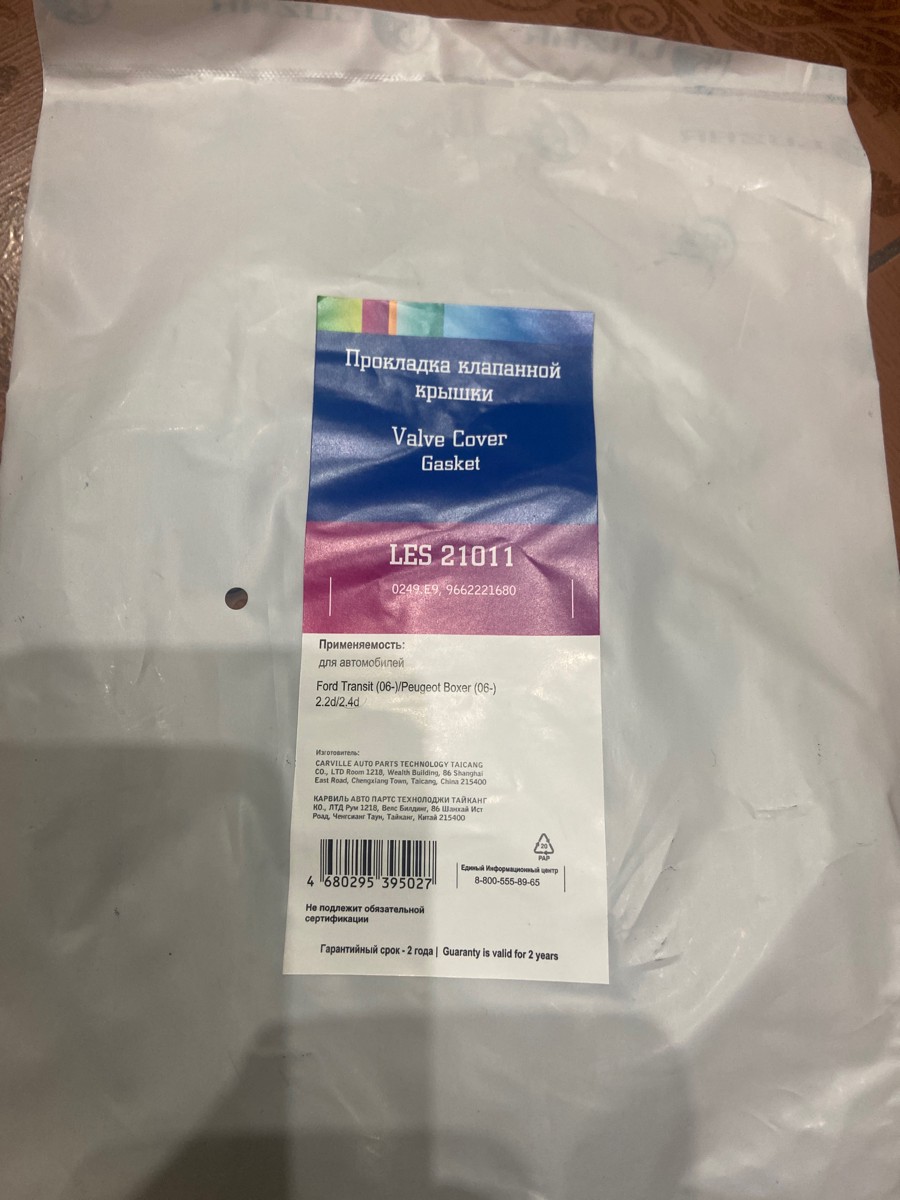 LUZAR
LUZAR
LUZAR
Прокладка клапанной
крышки
Valve Cover
Gasket
LES 21011
0249.E9, 9662221680
Применяемость:
для автомобилей
Ford Transit (06-)/Peugeot Boxer (06-)
2.2d/2.4d
Изготовитель:
CARVILLE AUTO PARTS TECHNOLOGY TAICANG
CO., LTD Room 1218, Wealth Building, 86 Shanghai
East Road, Chengxiang Town, Taicang, China 215400
КАРВИЛЬ АВТО ПАРТС ТЕХНОЛОДЖИ ТАЙКАНГ
КО., ЛТД Рум 1218, Велс Билдинг, 86 Шанхай Ист
Роад, Ченгсианг Таун, Тайканг, Китай 215400
20
PAP
Единый Информационный центр
8-800-555-89-65
4 680295 395027
Не подлежит обязательной
сертификации
Гарантийный срок - 2 года | Guaranty is valid for 2 years